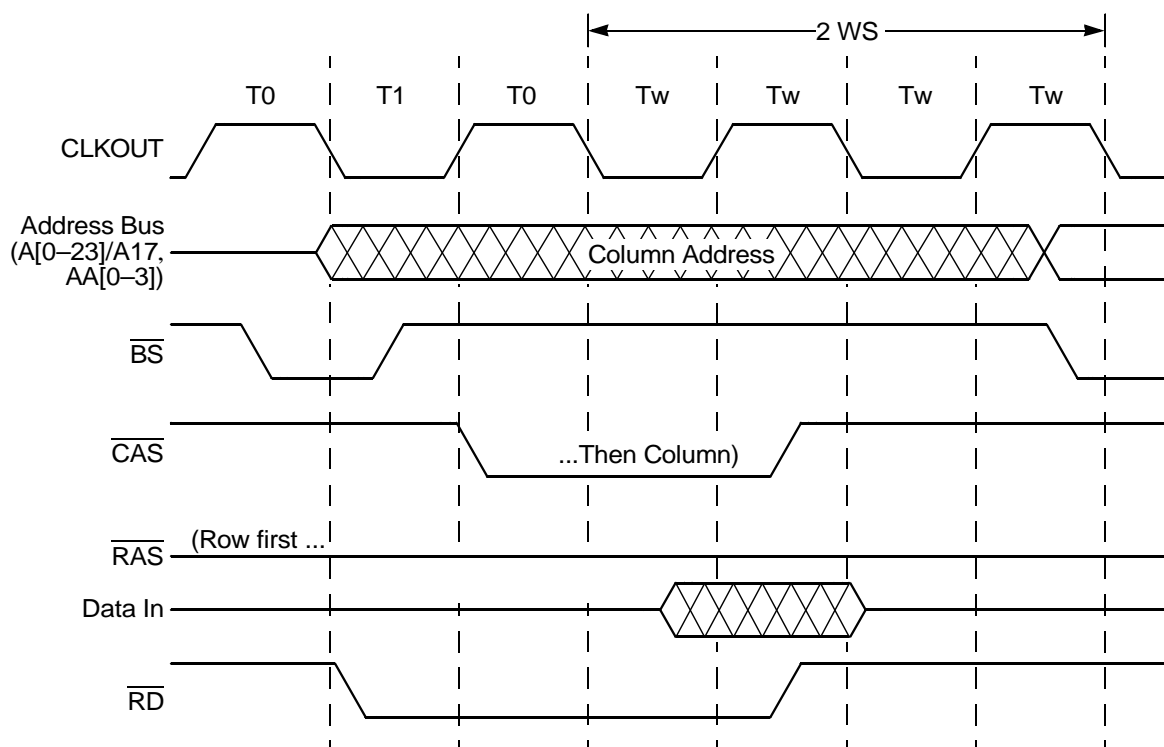 2 WS
T0 T1 T0 Tw Tw Tw Tw
CLKOUT
Address Bus
(A[0–23]/A17,
AA[0–3])
Column Address
BS
CAS
...Then Column)
RAS
(Row first ...
Data In
RD